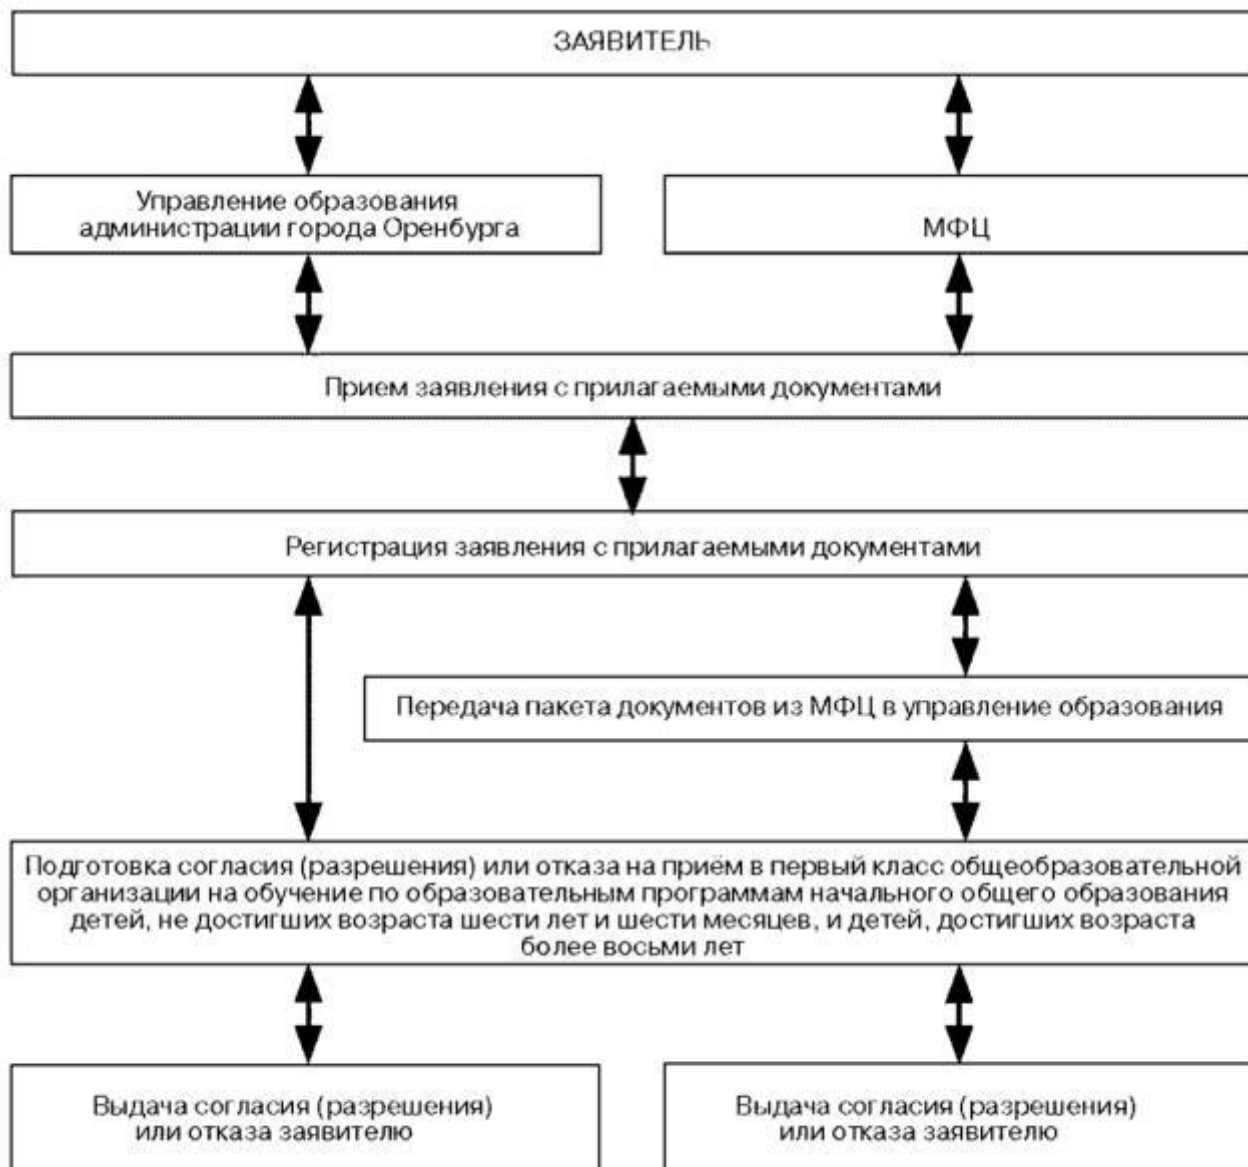 ЗАЯВИТЕЛЬ
Управление образования
администрации города Оренбурга
МФЦ
Прием заявления с прилагаемыми документами
Регистрация заявления с прилагаемыми документами
Передача пакета документов из МФЦ в управление образования
Подготовка согласия (разрешения) или отказа на приём в первый класс общеобразовательной
организации на обучение по образовательным программам начального общего образования
детей, не достигших возраста шести лет и шести месяцев, и детей, достигших возраста
более восьми лет
Выдача согласия (разрешения)
или отказа заявителю
Выдача согласия (разрешения)
или отказа заявителю